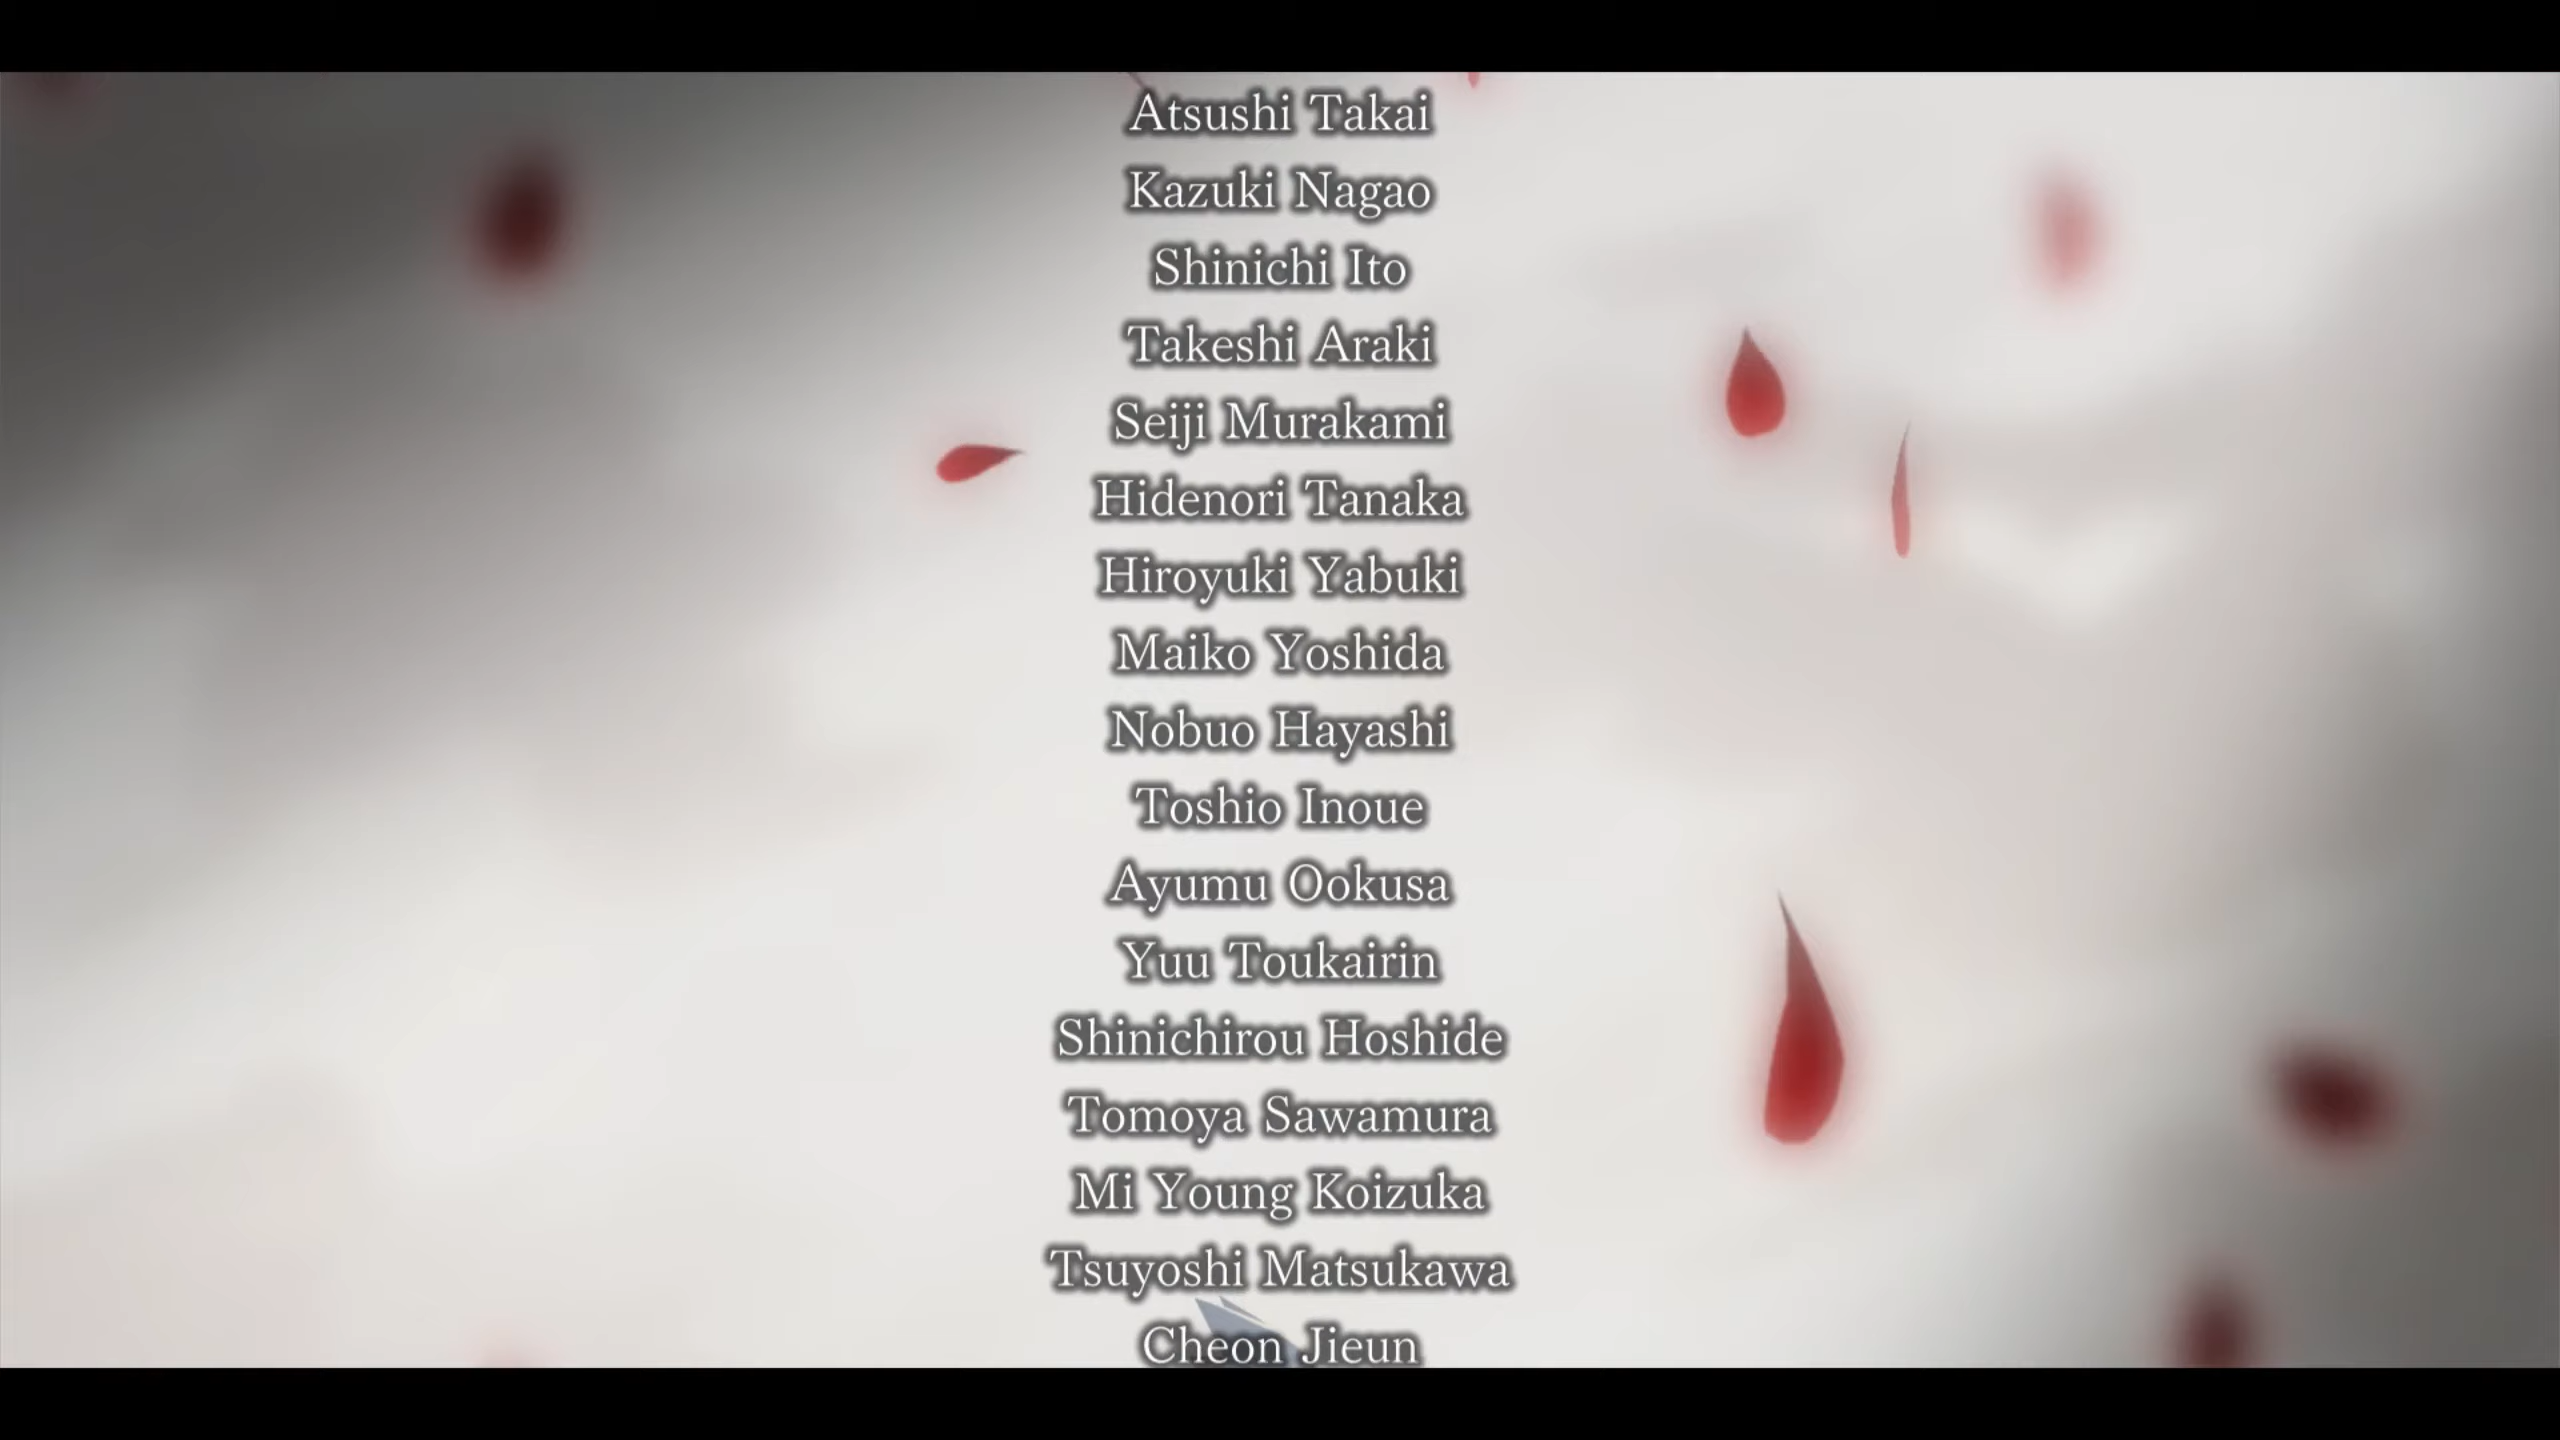 Atsushi Takai
Kazuki Nagao
Shinichi Ito
Takeshi Araki
Seiji Murakami
Hidenori Tanaka
Hiroyuki Yabuki
Maiko Yoshida
Nobuo Hayashi
Toshio Inoue
Ayumu Ookusa
Yuu Toukairin
Shinichirou Hoshide
Tomoya Sawamura
Mi Young Koizuka
Tsuyoshi Matsukawa
Cheon Jieun